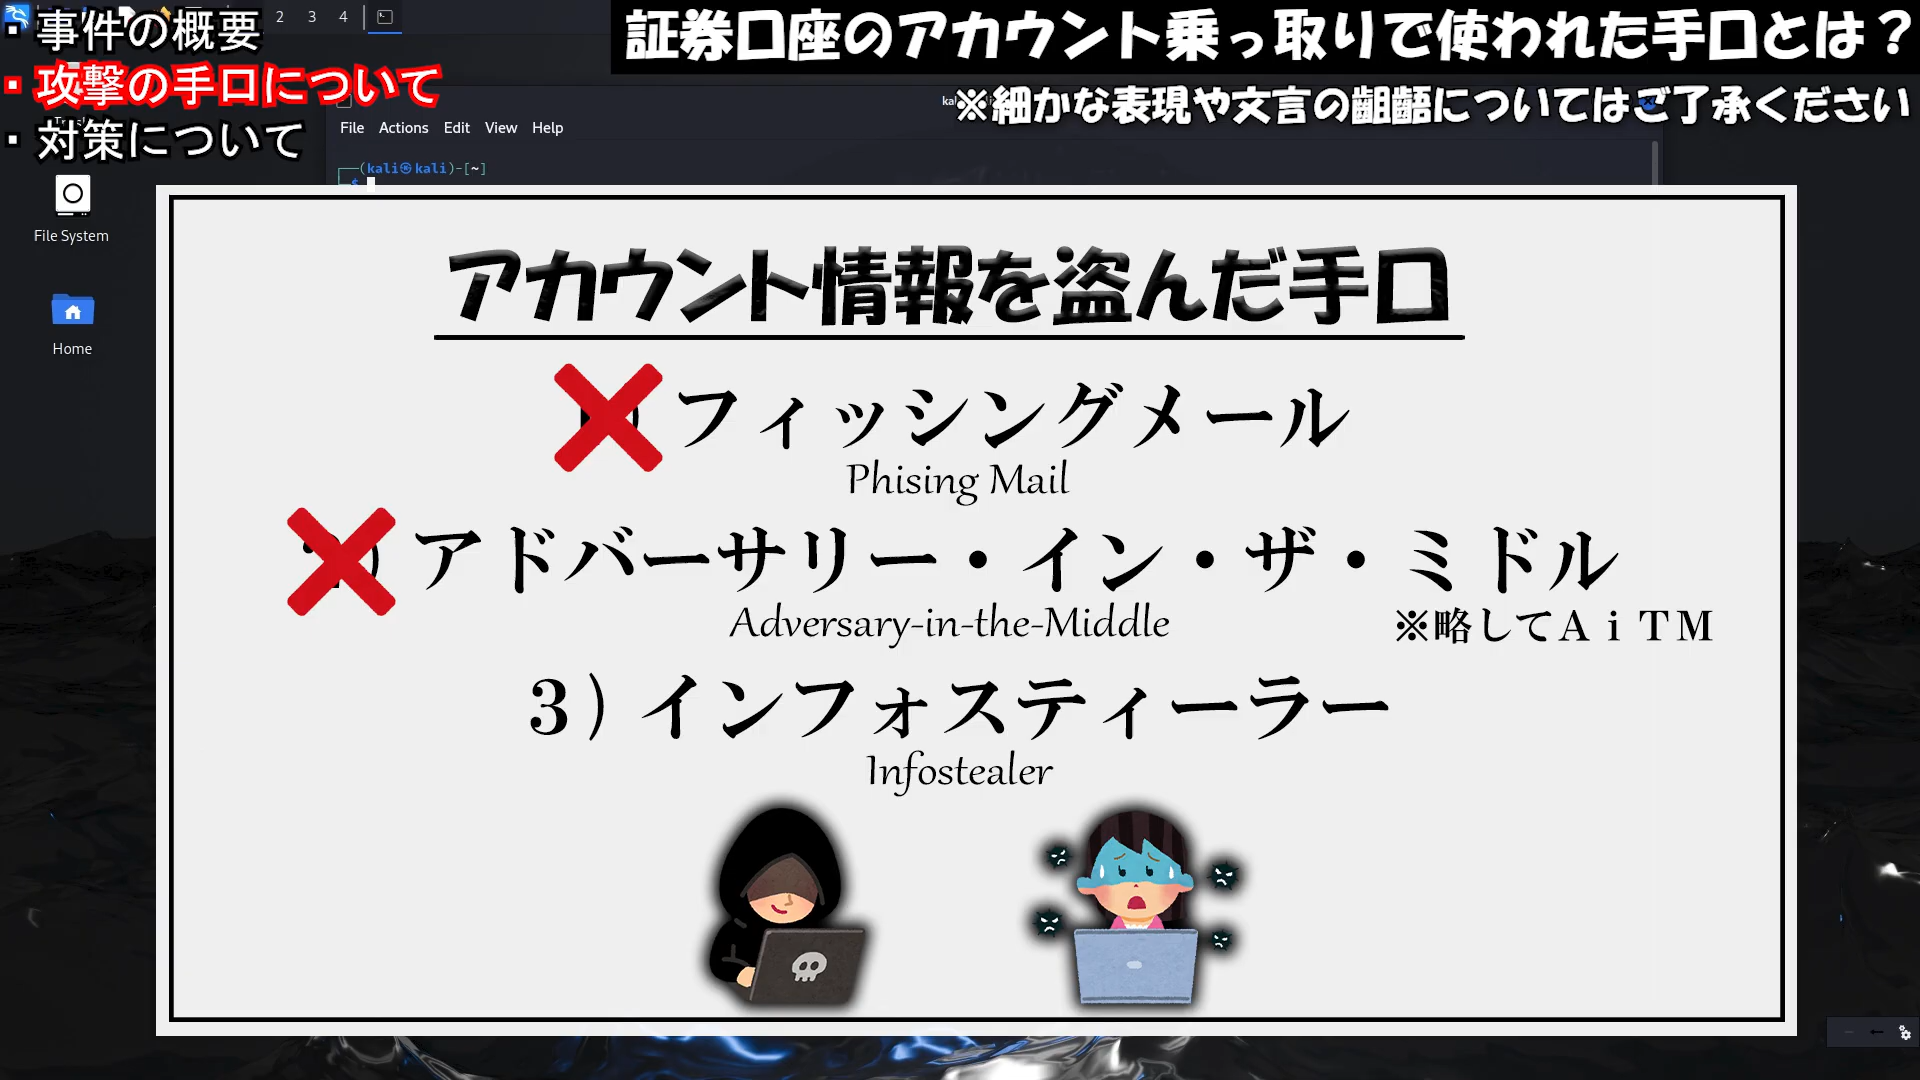 ・事件の概要
・攻撃の手口について
・対策について
2 3 4
証券口座のアカウント乗っ取りで使われた手口とは？
※細かな表現や文言の齟齬についてはご了承ください
File Actions Edit View Help
(kali㉿kali)-[~]
$
File System
Home
アカウント情報を盗んだ手口
フィッシングメール
Phising Mail
アドバーサリー・イン・ザ・ミドル
Adversary-in-the-Middle
※略してＡｉＴＭ
3）インフォスティーラー
Infostealer